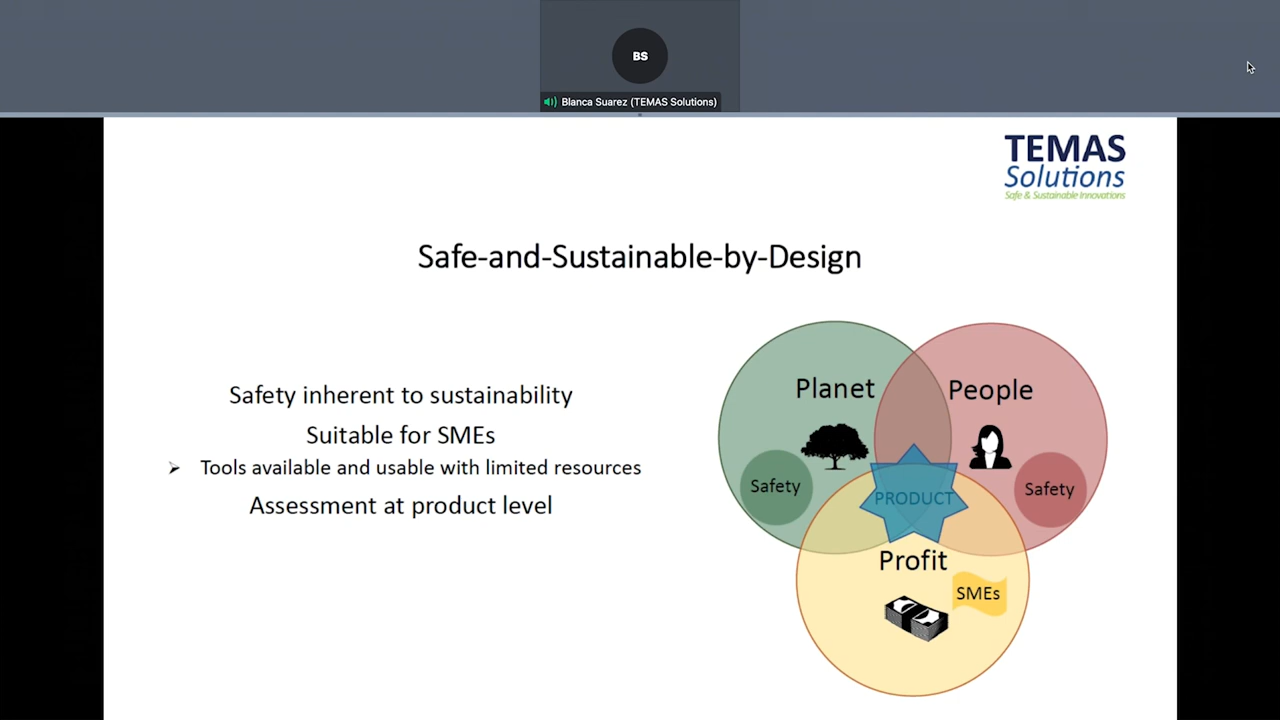 BS
Blanca Suarez (TEMAS Solutions)
TEMAS
Solutions
Safe & Sustainable Innovations
Safe-and-Sustainable-by-Design
Safety inherent to sustainability
Suitable for SMEs
➢ Tools available and usable with limited resources
Assessment at product level
Planet
People
Safety
PRODUCT
Safety
Profit
SMEs